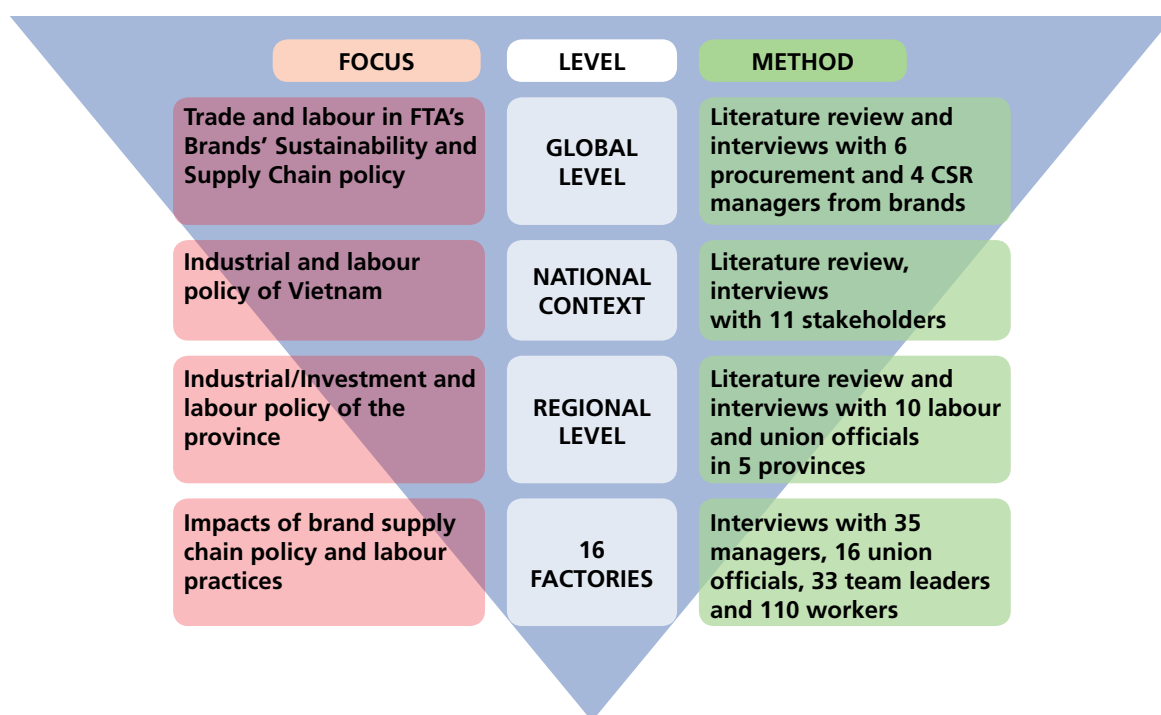 FOCUS
LEVEL
METHOD
Trade and labour in FTA's
Brands' Sustainability and
Supply Chain policy
GLOBAL
LEVEL
Literature review and
interviews with 6
procurement and 4 CSR
managers from brands
Industrial and labour
policy of Vietnam
NATIONAL
CONTEXT
Literature review,
interviews
with 11 stakeholders
Industrial/Investment and
labour policy of the
province
REGIONAL
LEVEL
Literature review and
interviews with 10 labour
and union officials
in 5 provinces
Impacts of brand supply
chain policy and labour
practices
16
FACTORIES
Interviews with 35
managers, 16 union
officials, 33 team leaders
and 110 workers